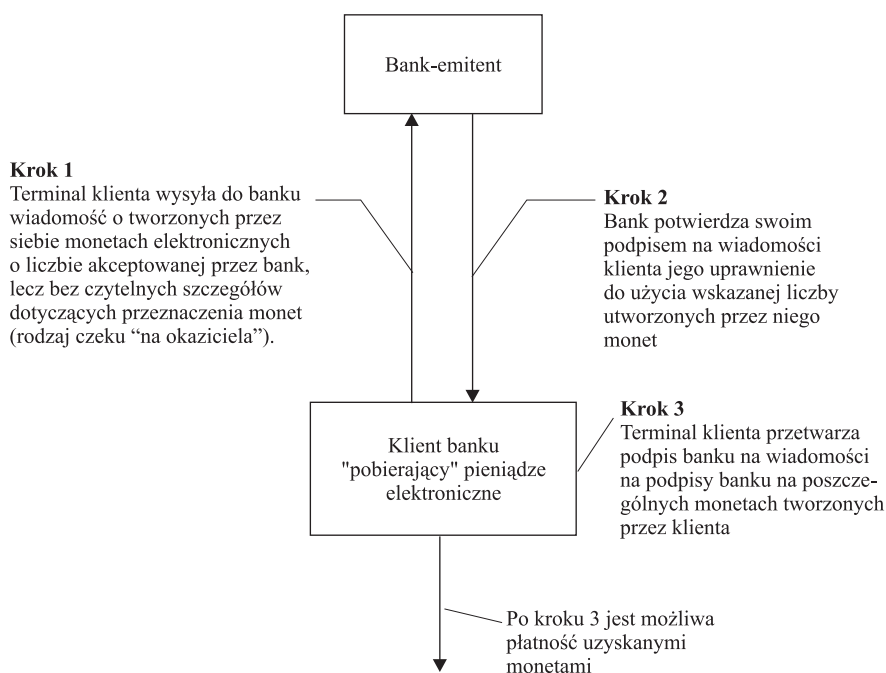 Bank-emitent
Krok 1
Terminal klienta wysyła do banku
wiadomość o tworzonych przez
siebie monetach elektronicznych
o liczbie akceptowanej przez bank,
lecz bez czytelnych szczegółów
dotyczących przeznaczenia monet
(rodzaj czeku “na okaziciela”).
Krok 2
Bank potwierdza swoim
podpisem na wiadomości
klienta jego uprawnienie
do użycia wskazanej liczby
utworzonych przez niego
monet
Klient banku
"pobierający" pieniądze
elektroniczne
Krok 3
Terminal klienta przetwarza
podpis banku na wiadomości
na podpisy banku na poszcze-
gólnych monetach tworzonych
przez klienta
Po kroku 3 jest możliwa
płatność uzyskanymi
monetami